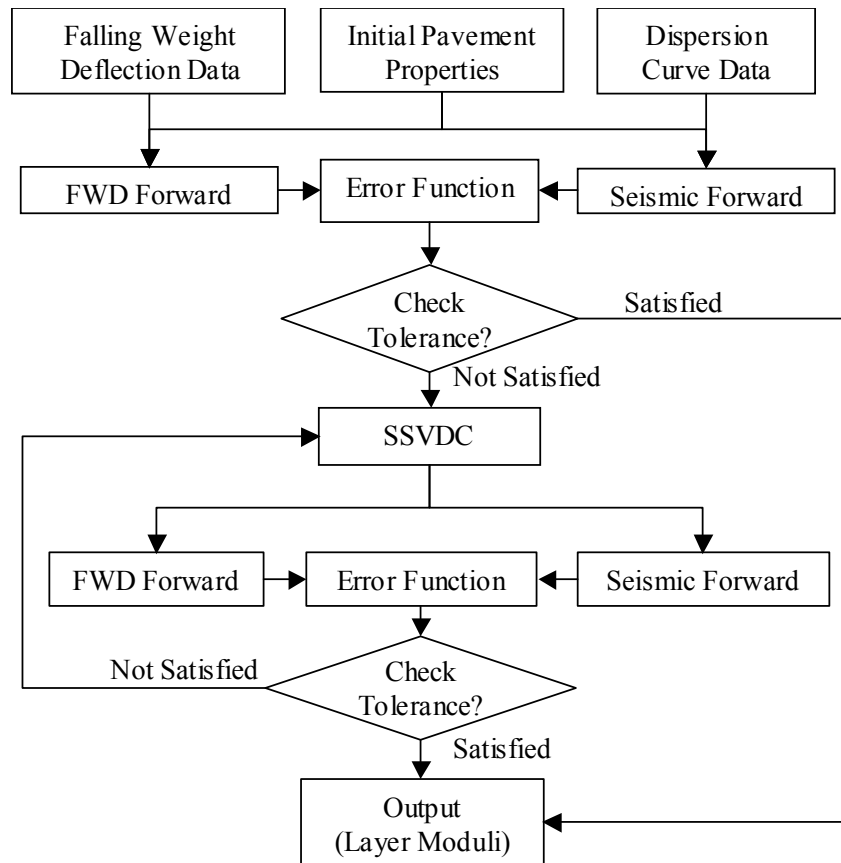 Falling Weight
Deflection Data
Initial Pavement
Properties
Dispersion
Curve Data
FWD Forward
Error Function
Seismic Forward
Check
Tolerance?
Satisfied
Not Satisfied
SSVDC
FWD Forward
Error Function
Seismic Forward
Not Satisfied
Check
Tolerance?
Satisfied
Output
(Layer Moduli)